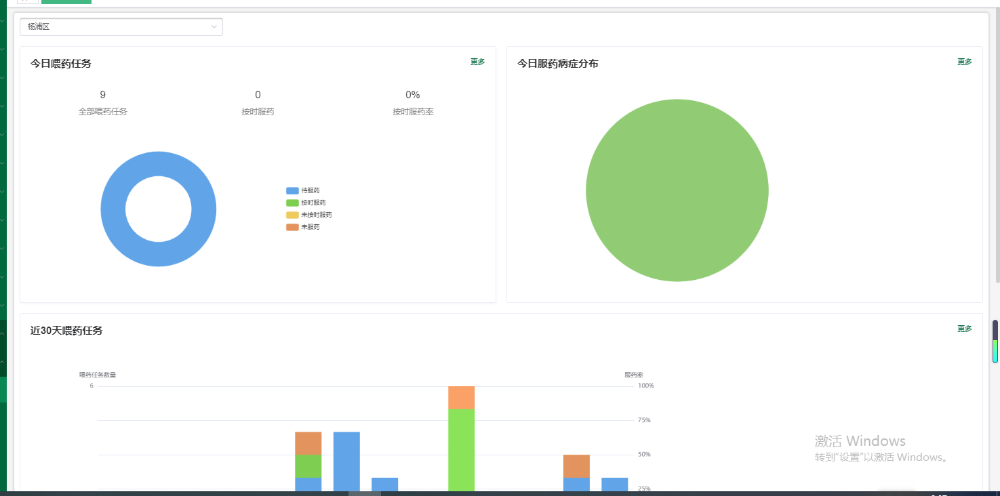 杨浦区
今日喂药任务
更多
9
0
0%
全部喂药任务
按时服药
按时服药率
待服药
按时服药
未按时服药
未服药
今日服药病症分布
更多
近30天喂药任务
更多
喂药任务数量
服药率
6
100%
75%
50%
25%
激活 Windows
转到“设置”以激活 Windows。